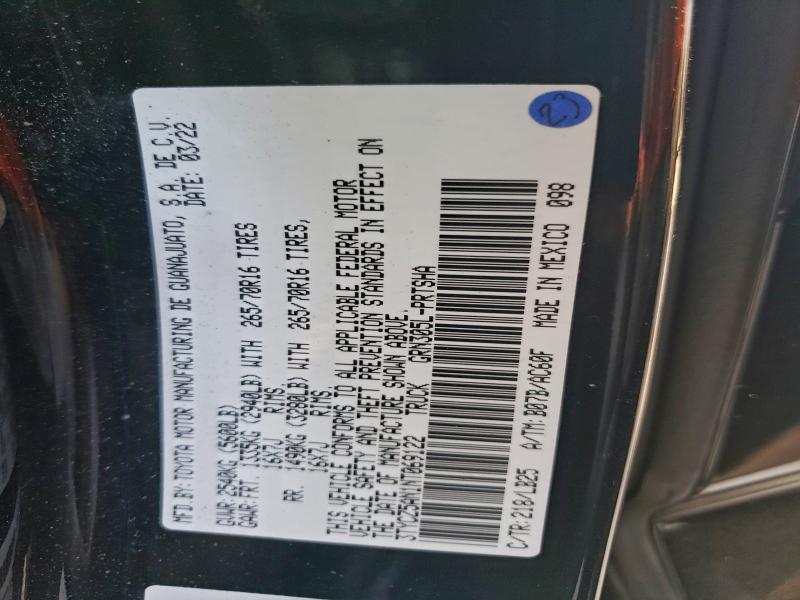 MFD.BY:TOYOTA MOTOR MANUFACTURING DE GUANAJUATO, S.A. DE C.V.
DATE: 03/22
GVWR:2540KG (5600LB)
GAWR:FRT. 1335KG (2940LB) WITH 265/70R16 TIRES
16X7J RIMS.
RR. 1490KG (3280LB) WITH 265/70R16 TIRES,
16X7J RIMS.
THIS VEHICLE CONFORMS TO ALL APPLICABLE FEDERAL MOTOR
VEHICLE SAFETY AND THEFT PREVENTION STANDARDS IN EFFECT ON
THE DATE OF MANUFACTURE SHOWN ABOVE.
TRUCK GRN305L-PRTSHA
C/TR:218/LB25 A/TM:B07B/AC60F MADE IN MEXICO 098